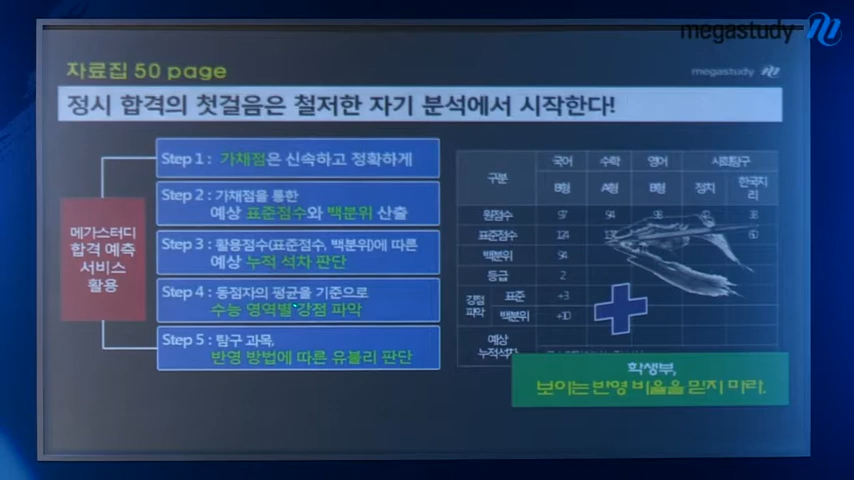 megastudy
자료집 50 page
megastudy
정시 합격의 첫걸음은 철저한 자기 분석에서 시작한다!
메가스터디
합격 예측
서비스
활용
Step 1 : 가채점은 신속하고 정확하게
Step 2 : 가채점을 통한
예상 표준점수와 백분위 산출
Step 3 : 활용점수(표준점수, 백분위)에 따른
예상 누적 석차 판단
Step 4 : 동점자의 평균을 기준으로
수능 영역별 강점 파악
Step 5 : 탐구 과목,
반영 방법에 따른 유불리 판단
구분 국어 수학 영어 사회탐구
B형 A형 B형 정치 한국지리
원점수 97 94 98 38
표준점수 124 60
백분위 94
등급 2
강점 파악 표준 +3
백분위 +10
예상
누적석차
학생부,
보이는 반영 비율을 믿지 마라.